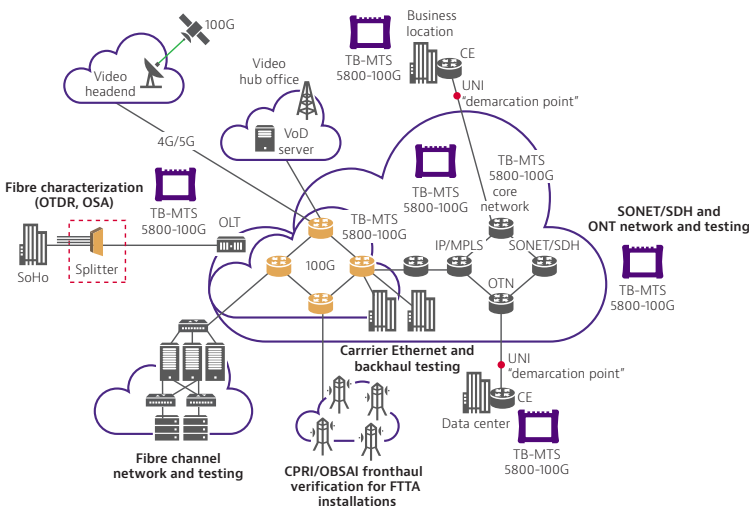 100G
Video
headend
Video
hub office
VoD
server
4G/5G
TB-MTS
5800-100G
Business
location
CE
UNI
“demarcation point”
Fibre characterization
(OTDR, OSA)
TB-MTS
5800-100G
OLT
SoHo
Splitter
TB-MTS
5800-100G
100G
TB-MTS
5800-100G
TB-MTS
5800-100G
core
network
IP/MPLS
SONET/SDH
OTN
SONET/SDH and
ONT network and testing
TB-MTS
5800-100G
Carrrier Ethernet and
backhaul testing
UNI
“demarcation point”
CE
Data center
TB-MTS
5800-100G
Fibre channel
network and testing
CPRI/OBSAI fronthaul
verification for FTTA
installations